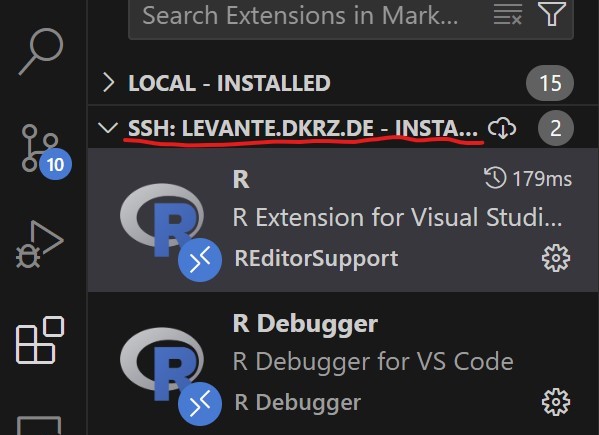 Search Extensions in Mark...
LOCAL - INSTALLED 15
SSH: LEVANTE.DKRZ.DE - INSTA... 2
10
R 179ms
R Extension for Visual Studi...
REditorSupport
R Debugger
R Debugger for VS Code
R Debugger